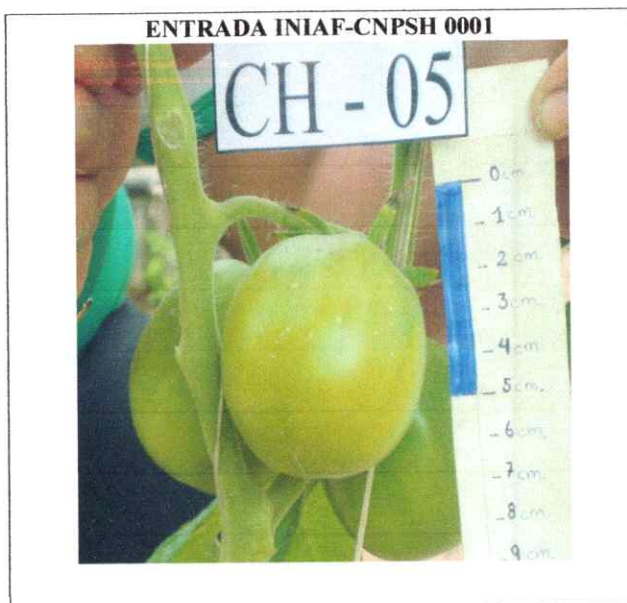 ENTRADA INIAF-CNPSH 0001
CH - 05
0cm
1cm
2cm
3cm
4cm
5cm.
6cm
7cm
8cm
9cm